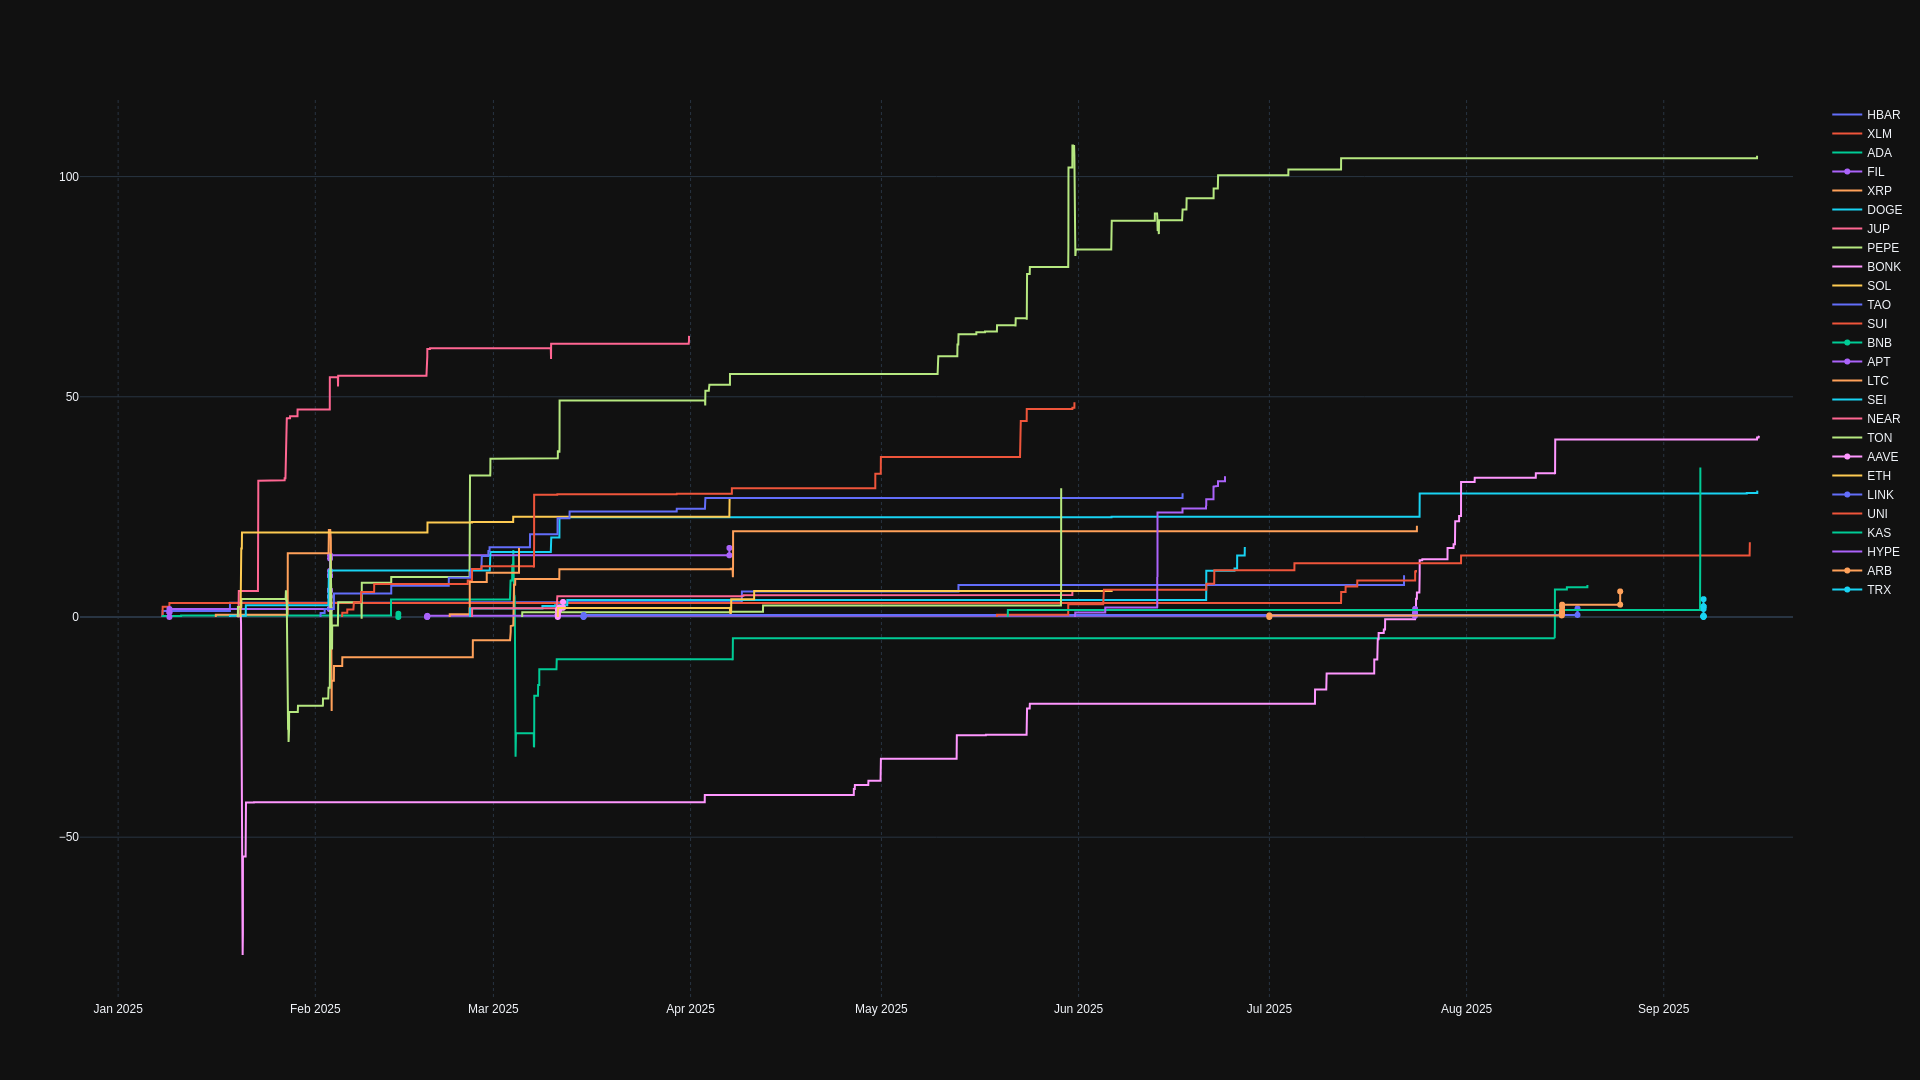 100
50
0
−50
Jan 2025
Feb 2025
Mar 2025
Apr 2025
May 2025
Jun 2025
Jul 2025
Aug 2025
Sep 2025
HBAR
XLM
ADA
FIL
XRP
DOGE
JUP
PEPE
BONK
SOL
TAO
SUI
BNB
APT
LTC
SEI
NEAR
TON
AAVE
ETH
LINK
UNI
KAS
HYPE
ARB
TRX